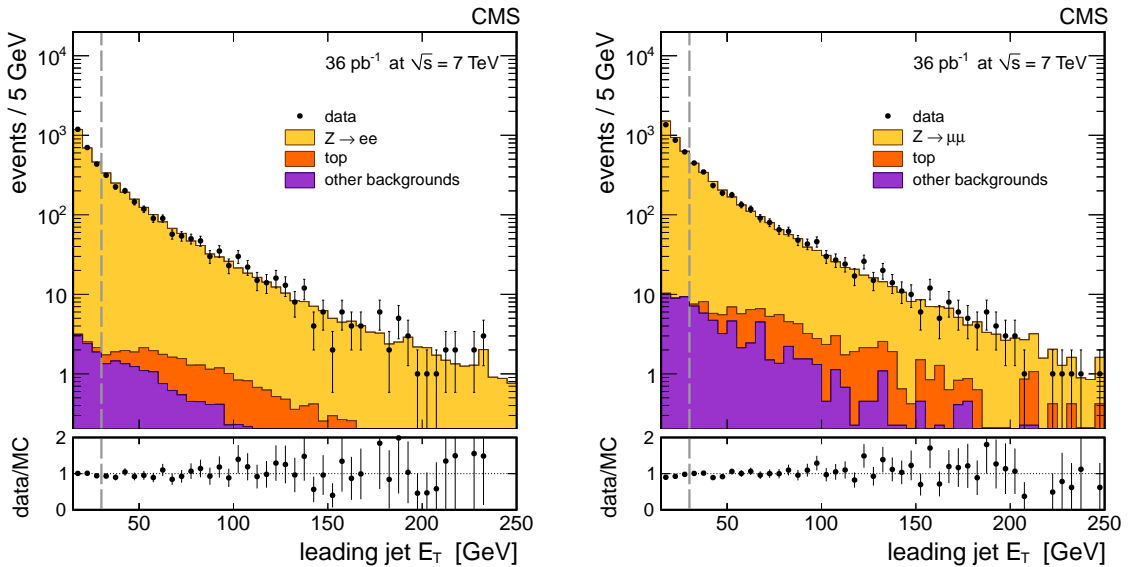 CMS
events / 5 GeV
10⁴
10³
10²
10
1
36 pb⁻¹ at √s = 7 TeV
data
Z → ee
top
other backgrounds
data/MC
2
1
0
50 100 150 200 250
leading jet E_T [GeV]
CMS
events / 5 GeV
10⁴
10³
10²
10
1
36 pb⁻¹ at √s = 7 TeV
data
Z → μμ
top
other backgrounds
data/MC
2
1
0
50 100 150 200 250
leading jet E_T [GeV]